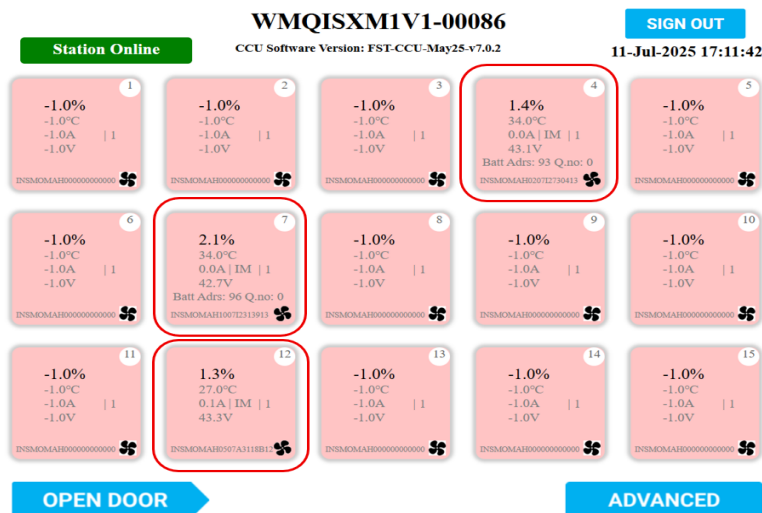 WMQISXM1V1-00086
SIGN OUT
Station Online
CCU Software Version: FST-CCU-May25-v7.0.2
11-Jul-2025 17:11:42
1
-1.0%
-1.0°C
-1.0A | 1
-1.0V
INSMOMAH000000000000
2
-1.0%
-1.0°C
-1.0A | 1
-1.0V
INSMOMAH000000000000
3
-1.0%
-1.0°C
-1.0A | 1
-1.0V
INSMOMAH000000000000
4
1.4%
34.0°C
0.0A | IM | 1
43.1V
Batt Adrs: 93 Q.no: 0
INSMOMAH0207I2730413
5
-1.0%
-1.0°C
-1.0A | 1
-1.0V
INSMOMAH000000000000
6
-1.0%
-1.0°C
-1.0A | 1
-1.0V
INSMOMAH000000000000
7
2.1%
34.0°C
0.0A | IM | 1
42.7V
Batt Adrs: 96 Q.no: 0
INSMOMAH1007I2313913
8
-1.0%
-1.0°C
-1.0A | 1
-1.0V
INSMOMAH000000000000
9
-1.0%
-1.0°C
-1.0A | 1
-1.0V
INSMOMAH000000000000
10
-1.0%
-1.0°C
-1.0A | 1
-1.0V
INSMOMAH000000000000
11
-1.0%
-1.0°C
-1.0A | 1
-1.0V
INSMOMAH000000000000
12
1.3%
27.0°C
0.1A | IM | 1
43.3V
13
-1.0%
-1.0°C
-1.0A | 1
-1.0V
INSMOMAH000000000000
14
-1.0%
-1.0°C
-1.0A | 1
-1.0V
INSMOMAH000000000000
15
-1.0%
-1.0°C
-1.0A | 1
-1.0V
INSMOMAH000000000000
OPEN DOOR
ADVANCED